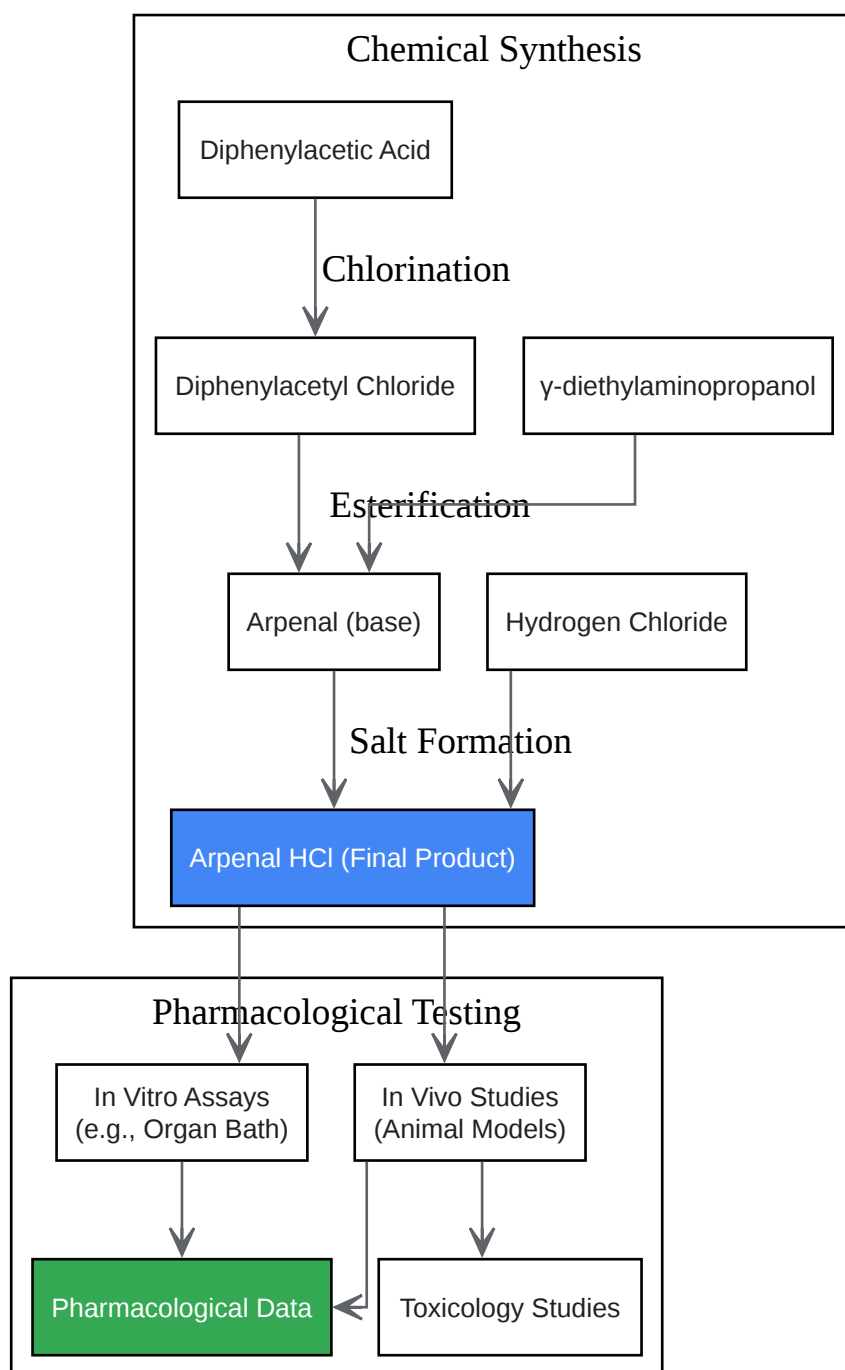 Chemical Synthesis
Diphenylacetic Acid
Chlorination
Diphenylacetyl Chloride
γ-diethylaminopropanol
Esterification
Arpenal (base)
Hydrogen Chloride
Salt Formation
Arpenal HCl (Final Product)
Pharmacological Testing
In Vitro Assays
(e.g., Organ Bath)
In Vivo Studies
(Animal Models)
Pharmacological Data
Toxicology Studies